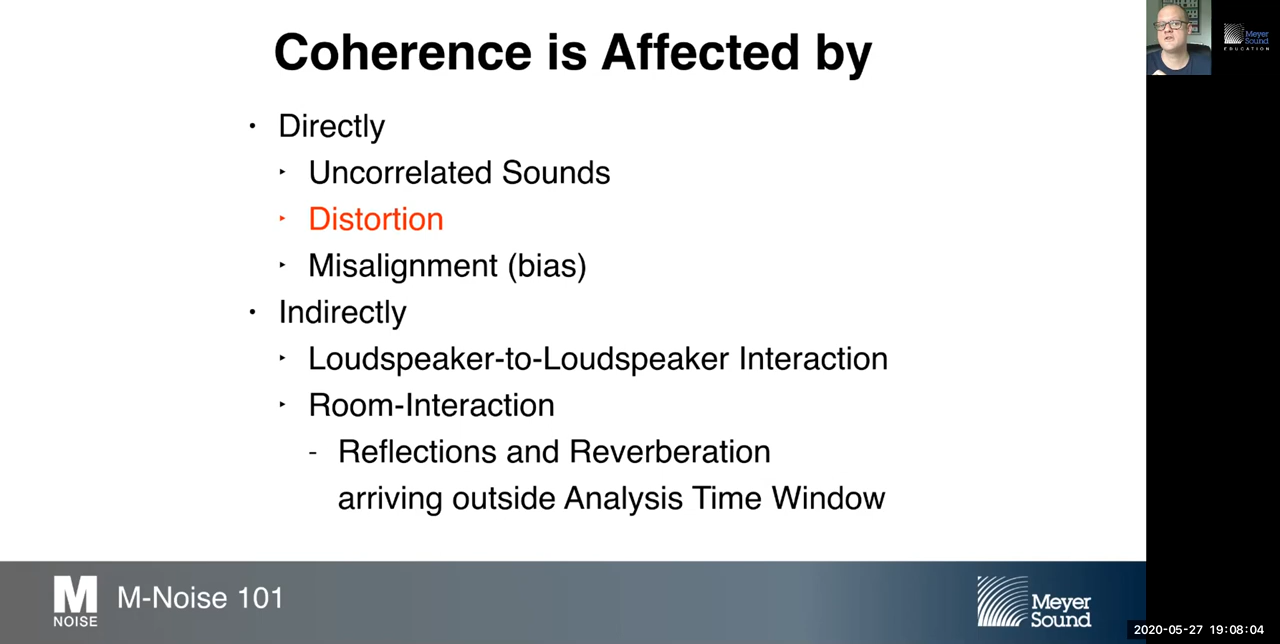 Coherence is Affected by
• Directly
‣ Uncorrelated Sounds
‣ Distortion
‣ Misalignment (bias)
• Indirectly
‣ Loudspeaker-to-Loudspeaker Interaction
‣ Room-Interaction
- Reflections and Reverberation
arriving outside Analysis Time Window
M
NOISE
M-Noise 101
Meyer
Sound
Meyer
Sound
EDUCATION
2020-05-27 19:08:04